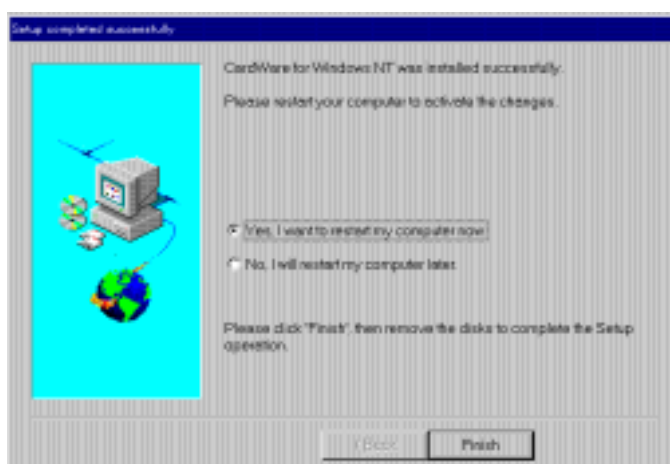 Setup completed successfully
CardWare for Windows NT was installed successfully.
Please restart your computer to activate the changes.
Yes, I want to restart my computer now
No, I will restart my computer later.
Please click "Finish", then remove the disks to complete the Setup
operation.
< Back
Finish